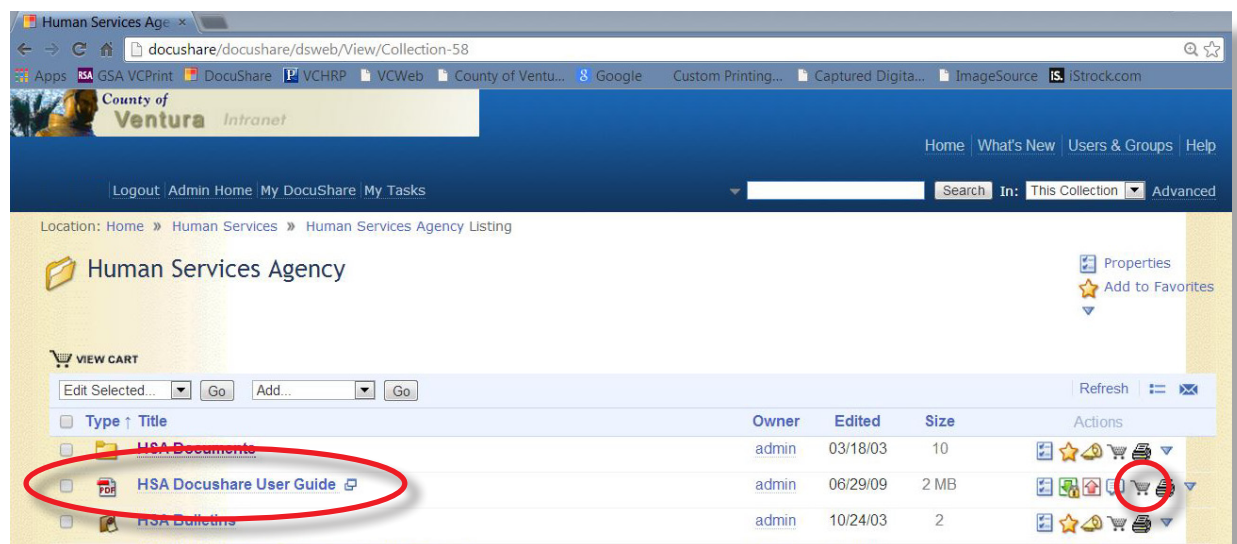 Human Services Age ×
docushare/docushare/dsweb/View/Collection-58
Apps RSA GSA VCPrint DocuShare P VCHRP VCWeb County of Ventu... 8 Google Custom Printing... Captured Digita... ImageSource IS. iStrock.com
County of
Ventura Intranet
Home What's New Users & Groups Help
Logout Admin Home My DocuShare My Tasks Search In: This Collection Advanced
Location: Home » Human Services » Human Services Agency Listing
Human Services Agency
Properties
Add to Favorites
VIEW CART
Edit Selected... Go Add... Go Refresh
Type ↑ Title Owner Edited Size Actions
HSA Documents admin 03/18/03 10
PDF HSA Docushare User Guide admin 06/29/09 2 MB
HSA Bulletins admin 10/24/03 2